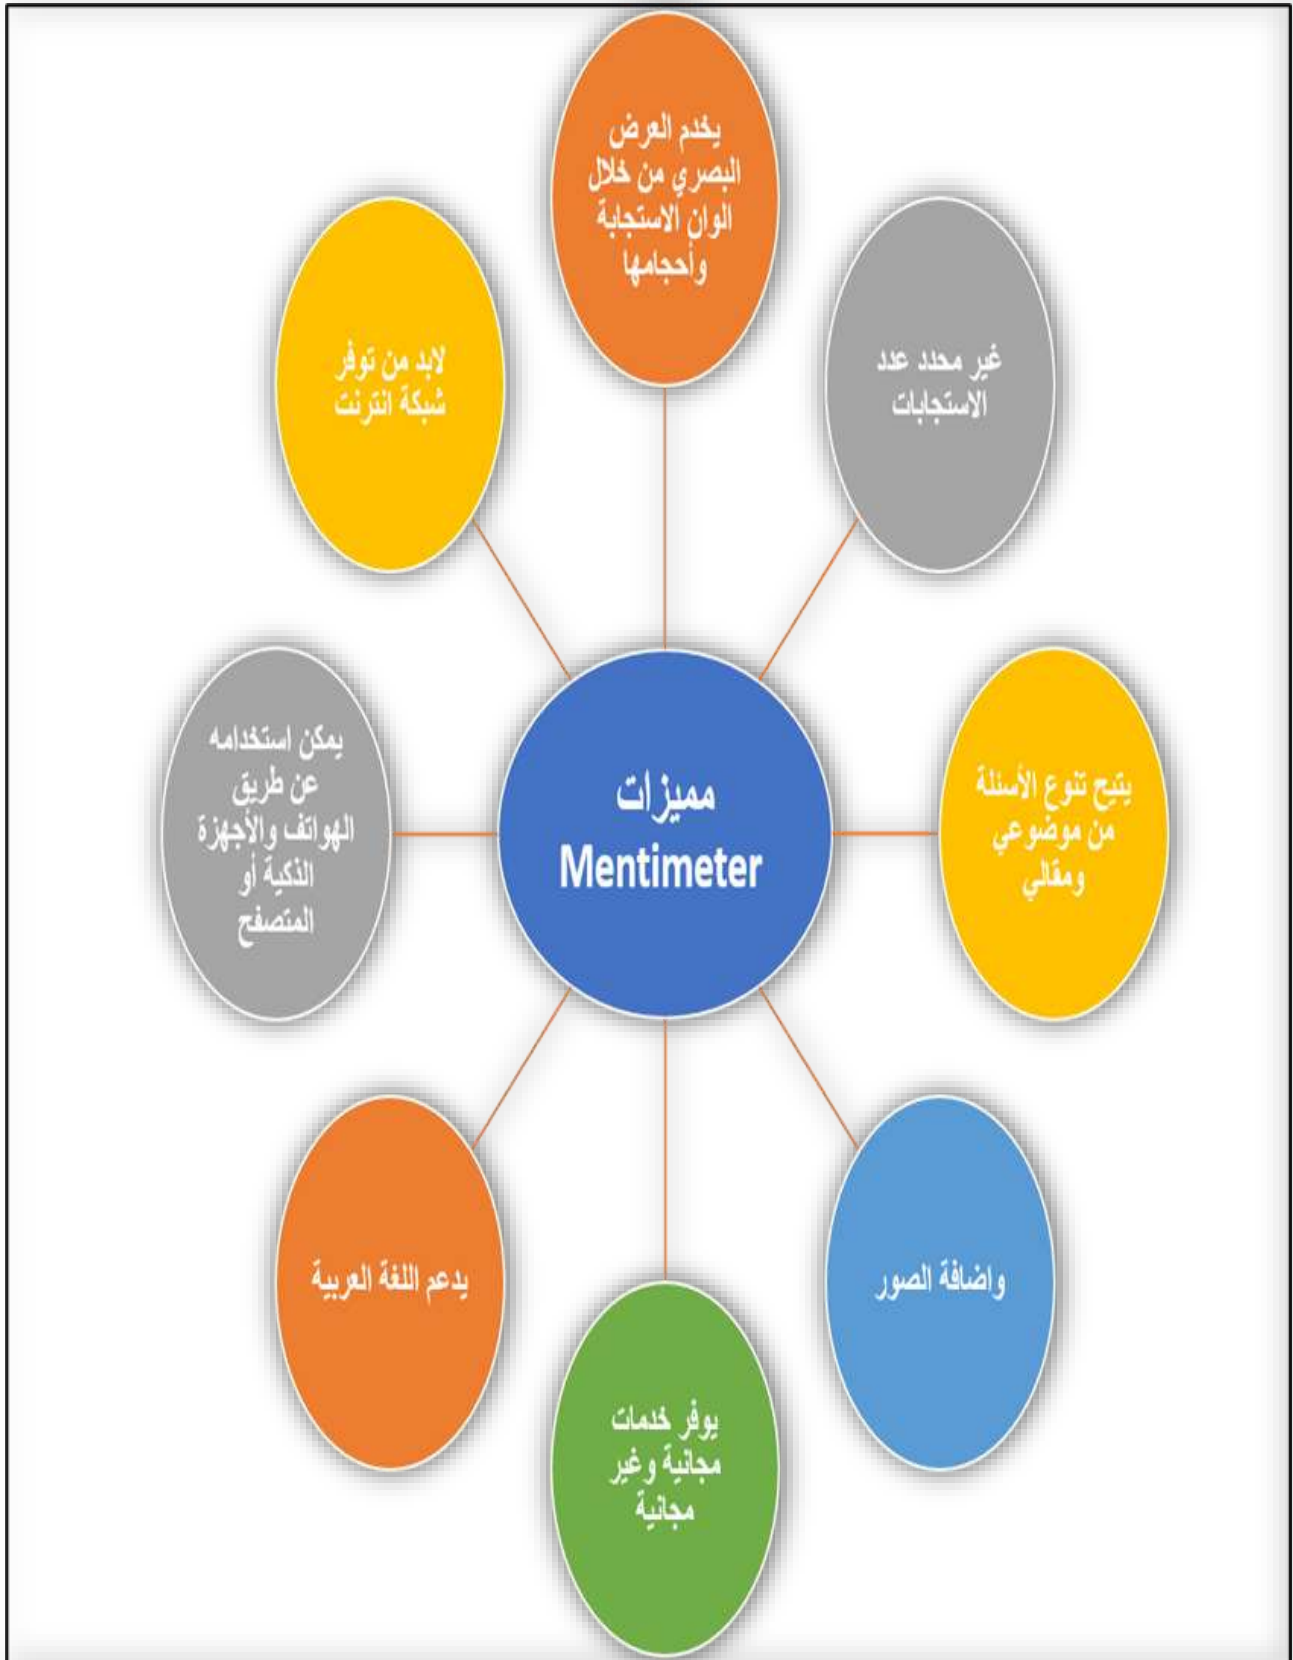 يخدم العرض
البصري من خلال
الوان الاستجابة
وأحجامها
غير محدد عدد
الاستجابات
يتيح تنوع الأسئلة
من موضوعي
ومقالي
واضافة الصور
يوفر خدمات
مجانية وغير
مجانية
يدعم اللغة العربية
يمكن استخدامه
عن طريق
الهواتف والأجهزة
الذكية أو
المتصفح
لابد من توفر
شبكة انترنت
مميزات
Mentimeter